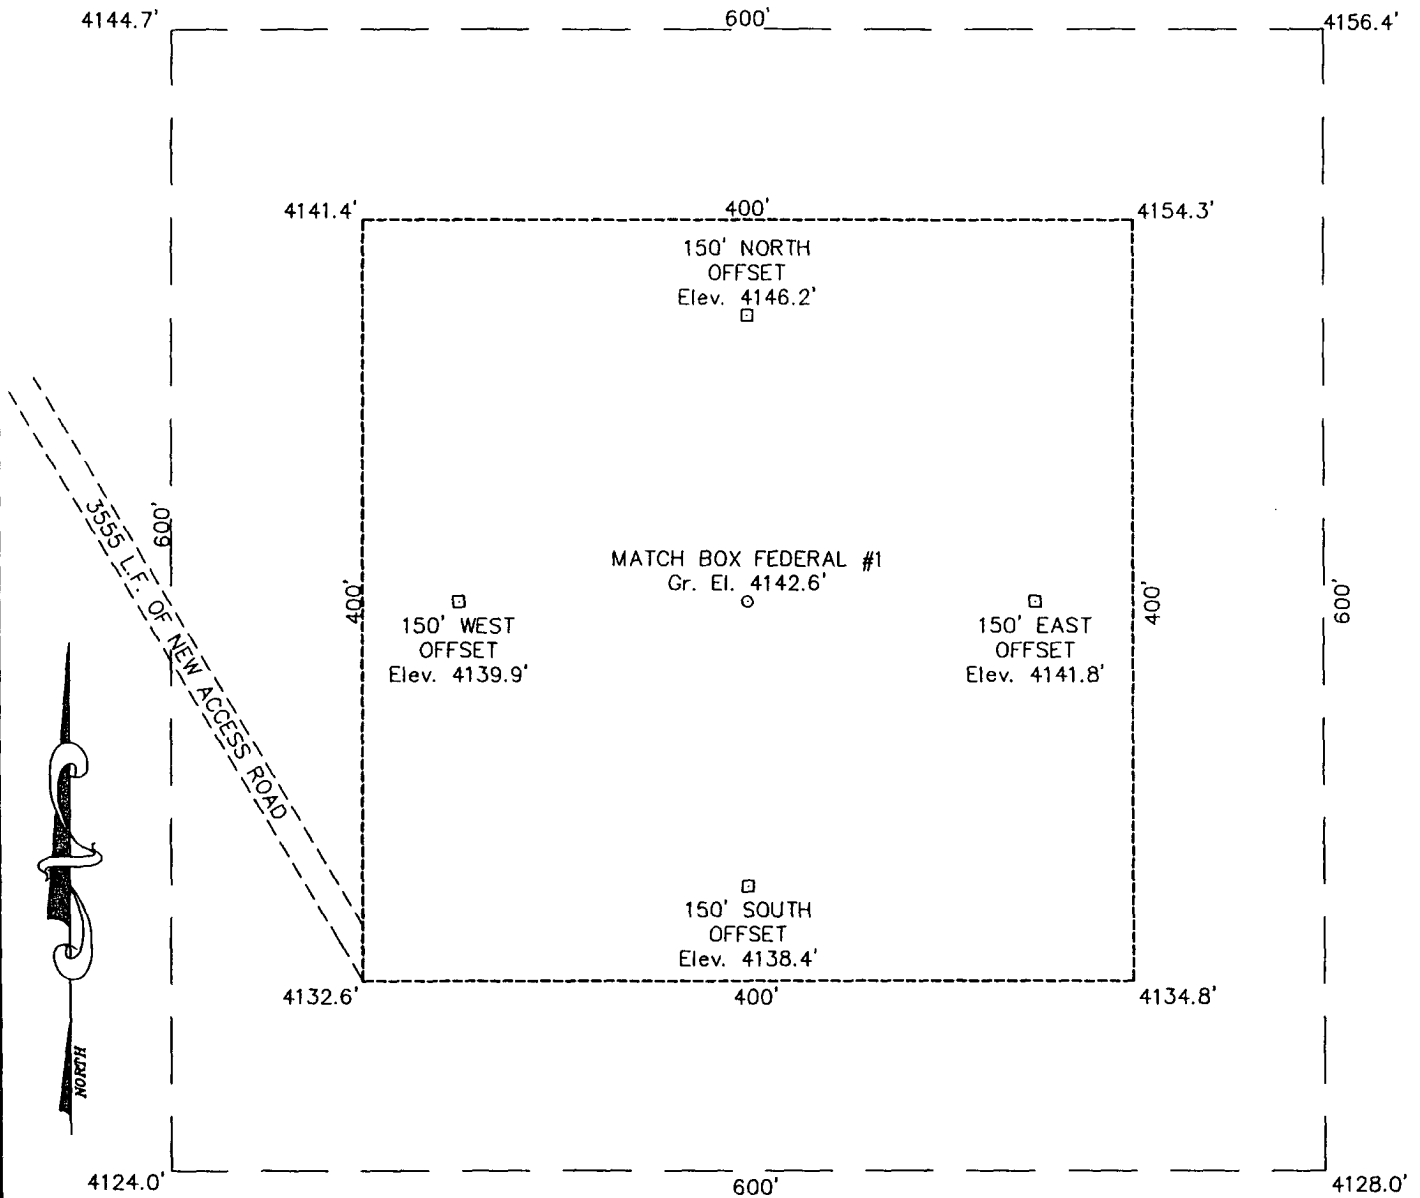 4144.7'
600'
4156.4'
4141.4'
400'
4154.3'
150' NORTH
OFFSET
Elev. 4146.2'
600'
3555 L.F. OF NEW ACCESS ROAD
400'
MATCH BOX FEDERAL #1
Gr. El. 4142.6'
400'
600'
150' WEST
OFFSET
Elev. 4139.9'
150' EAST
OFFSET
Elev. 4141.8'
150' SOUTH
OFFSET
Elev. 4138.4'
4132.6'
400'
4134.8'
NORTH
4124.0'
600'
4128.0'